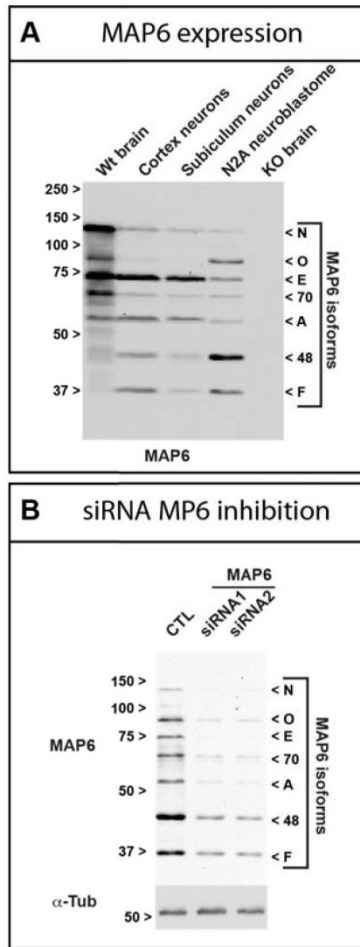 A MAP6 expression
Wt brain
Cortex neurons
Subiculum neurons
N2A neuroblastome
KO brain
250 >
150 >
100 >
75 >
50 >
37 >
< N
< O
< E
< 70
< A
< 48
< F
MAP6 isoforms
MAP6
B siRNA MP6 inhibition
MAP6
CTL
siRNA1
siRNA2
MAP6
150 >
100 >
75 >
50 >
37 >
< N
< O
< E
< 70
< A
< 48
< F
MAP6 isoforms
α-Tub
50 >